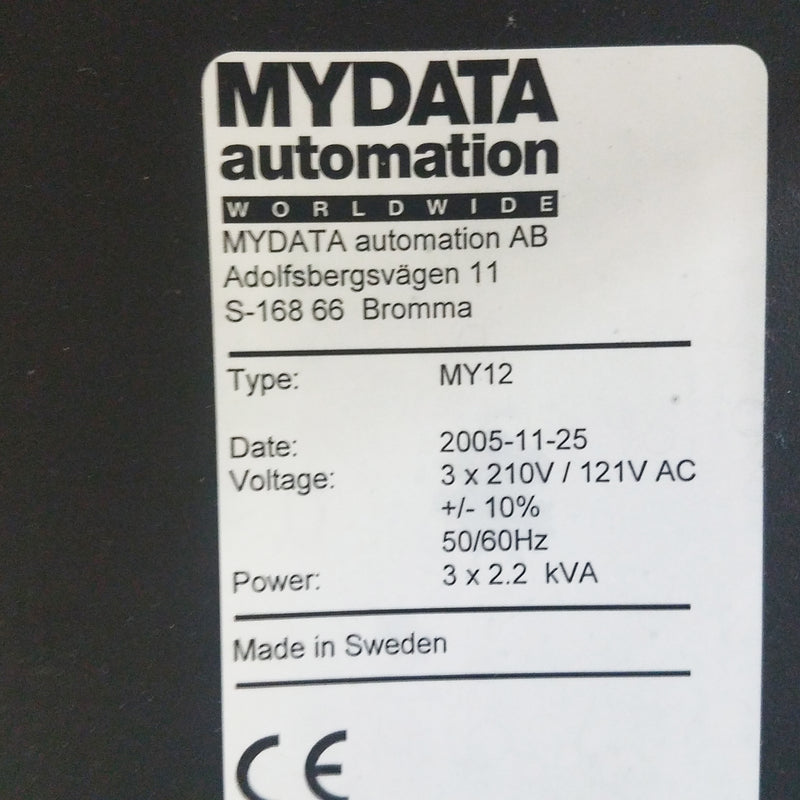 MYDATA
automation
WORLDWIDE
MYDATA automation AB
Adolfsbergsvägen 11
S-168 66 Bromma
Type: MY12
Date: 2005-11-25
Voltage: 3 x 210V / 121V AC
+/- 10%
50/60Hz
Power: 3 x 2.2 kVA
Made in Sweden
CE